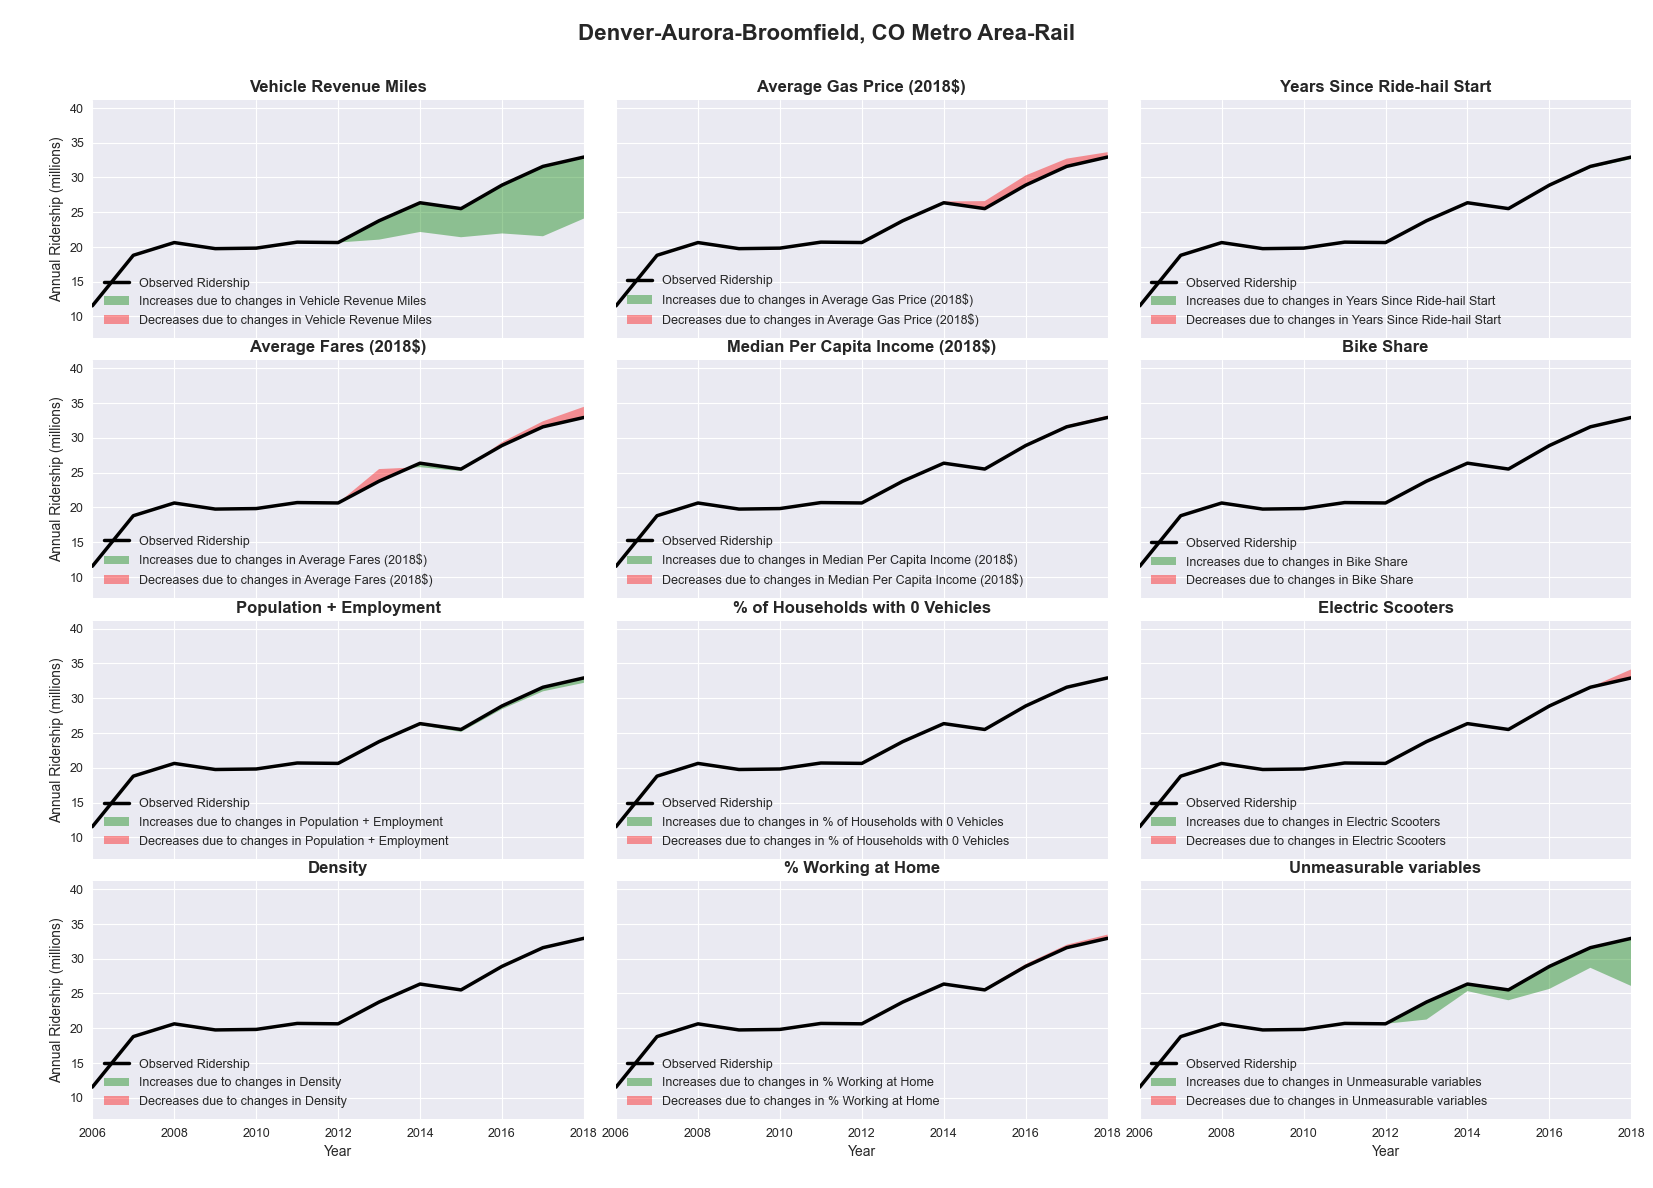 Denver-Aurora-Broomfield, CO Metro Area-Rail
Vehicle Revenue Miles
Annual Ridership (millions)
40
35
30
25
20
15
10
Observed Ridership
Increases due to changes in Vehicle Revenue Miles
Decreases due to changes in Vehicle Revenue Miles
Average Gas Price (2018$)
Observed Ridership
Increases due to changes in Average Gas Price (2018$)
Decreases due to changes in Average Gas Price (2018$)
Years Since Ride-hail Start
Observed Ridership
Increases due to changes in Years Since Ride-hail Start
Decreases due to changes in Years Since Ride-hail Start
Average Fares (2018$)
Annual Ridership (millions)
40
35
30
25
20
15
10
Observed Ridership
Increases due to changes in Average Fares (2018$)
Decreases due to changes in Average Fares (2018$)
Median Per Capita Income (2018$)
Observed Ridership
Increases due to changes in Median Per Capita Income (2018$)
Decreases due to changes in Median Per Capita Income (2018$)
Bike Share
Observed Ridership
Increases due to changes in Bike Share
Decreases due to changes in Bike Share
Population + Employment
Annual Ridership (millions)
40
35
30
25
20
15
10
Observed Ridership
Increases due to changes in Population + Employment
Decreases due to changes in Population + Employment
% of Households with 0 Vehicles
Observed Ridership
Increases due to changes in % of Households with 0 Vehicles
Decreases due to changes in % of Households with 0 Vehicles
Electric Scooters
Observed Ridership
Increases due to changes in Electric Scooters
Decreases due to changes in Electric Scooters
Density
Annual Ridership (millions)
40
35
30
25
20
15
10
Observed Ridership
Increases due to changes in Density
Decreases due to changes in Density
2006 2008 2010 2012 2014 2016 2018
Year
% Working at Home
Observed Ridership
Increases due to changes in % Working at Home
Decreases due to changes in % Working at Home
2006 2008 2010 2012 2014 2016 2018
Year
Unmeasurable variables
Observed Ridership
Increases due to changes in Unmeasurable variables
Decreases due to changes in Unmeasurable variables
2006 2008 2010 2012 2014 2016 2018
Year